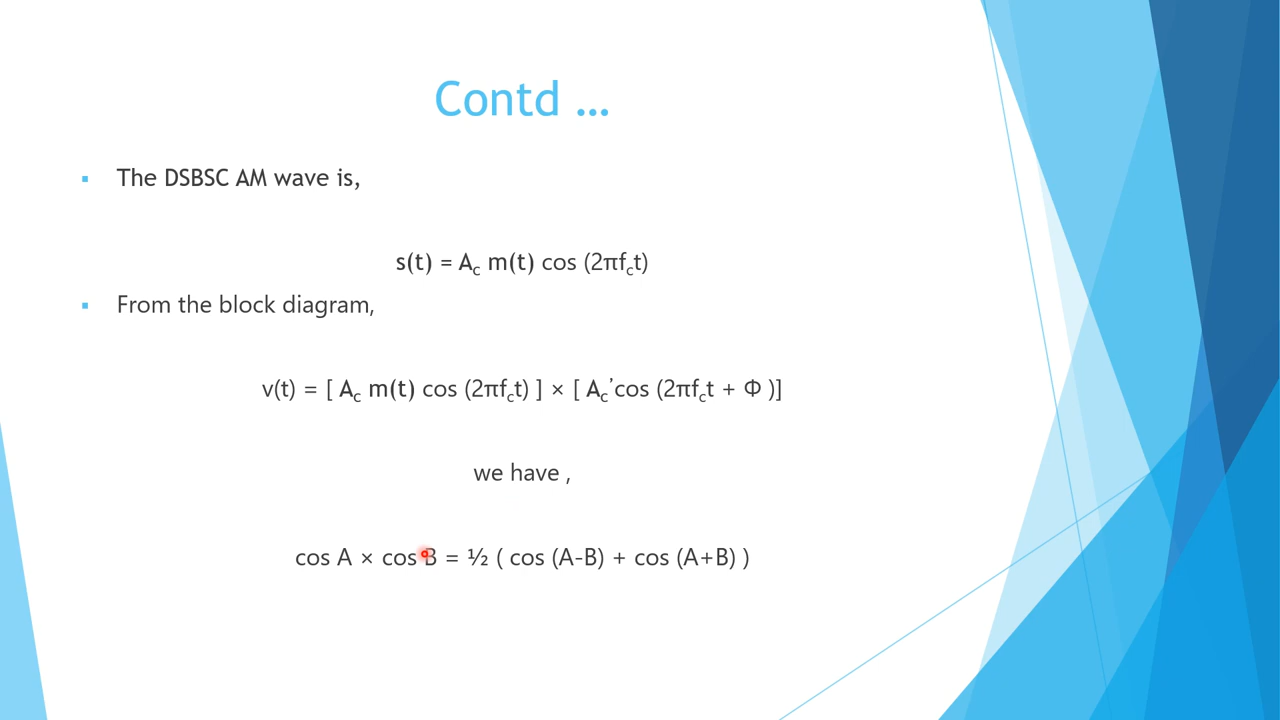 Contd ...
▪ The DSBSC AM wave is,
s(t) = A_c m(t) cos (2πf_ct)
▪ From the block diagram,
v(t) = [ A_c m(t) cos (2πf_ct) ] × [ A_c’cos (2πf_ct + Φ )]
we have ,
cos A × cos B = ½ ( cos (A-B) + cos (A+B) )